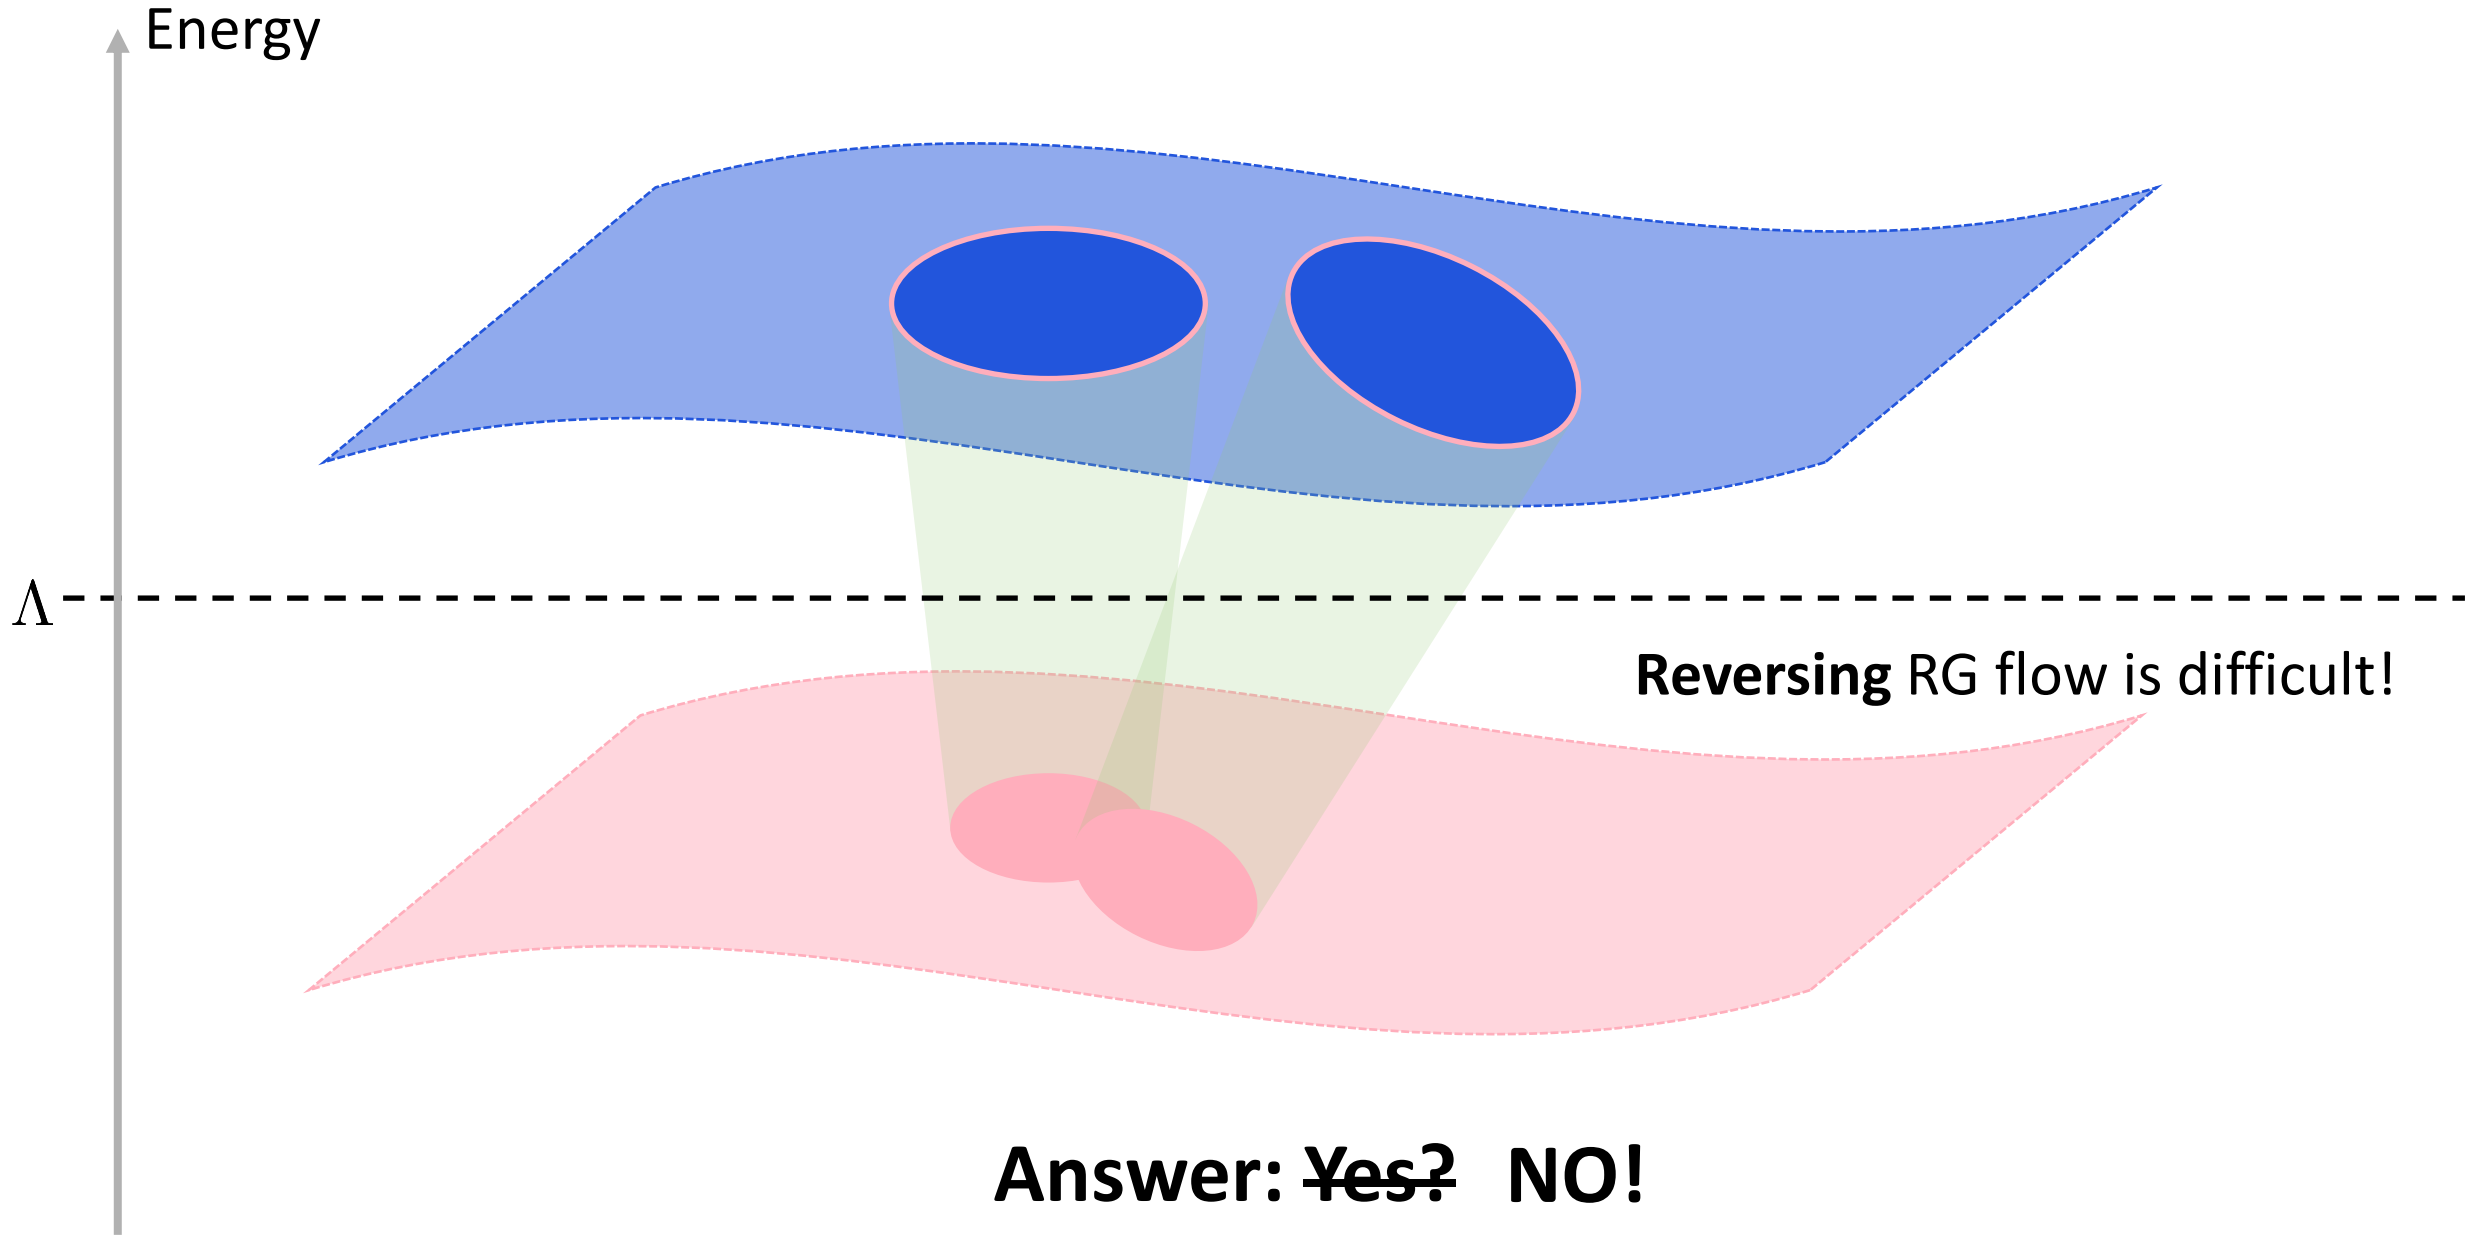 Energy
Λ
Reversing RG flow is difficult!
Answer: Yes? NO!